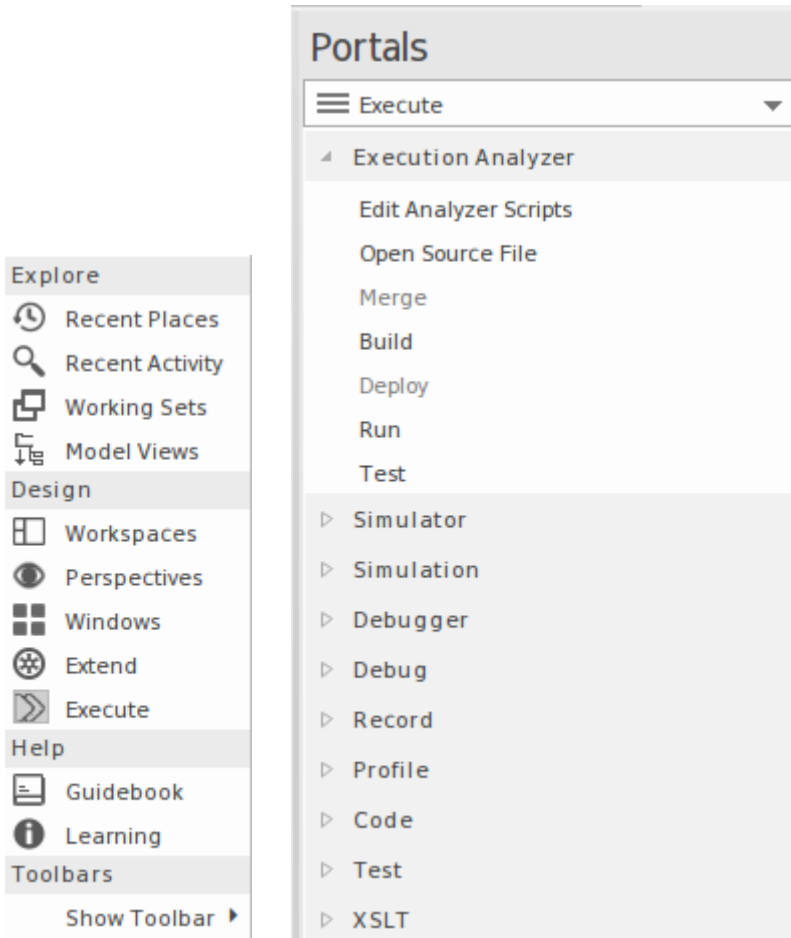 Explore
Recent Places
Recent Activity
Working Sets
Model Views
Design
Workspaces
Perspectives
Windows
Extend
Execute
Help
Guidebook
Learning
Toolbars
Show Toolbar
Portals
Execute
Execution Analyzer
Edit Analyzer Scripts
Open Source File
Merge
Build
Deploy
Run
Test
Simulator
Simulation
Debugger
Debug
Record
Profile
Code
Test
XSLT